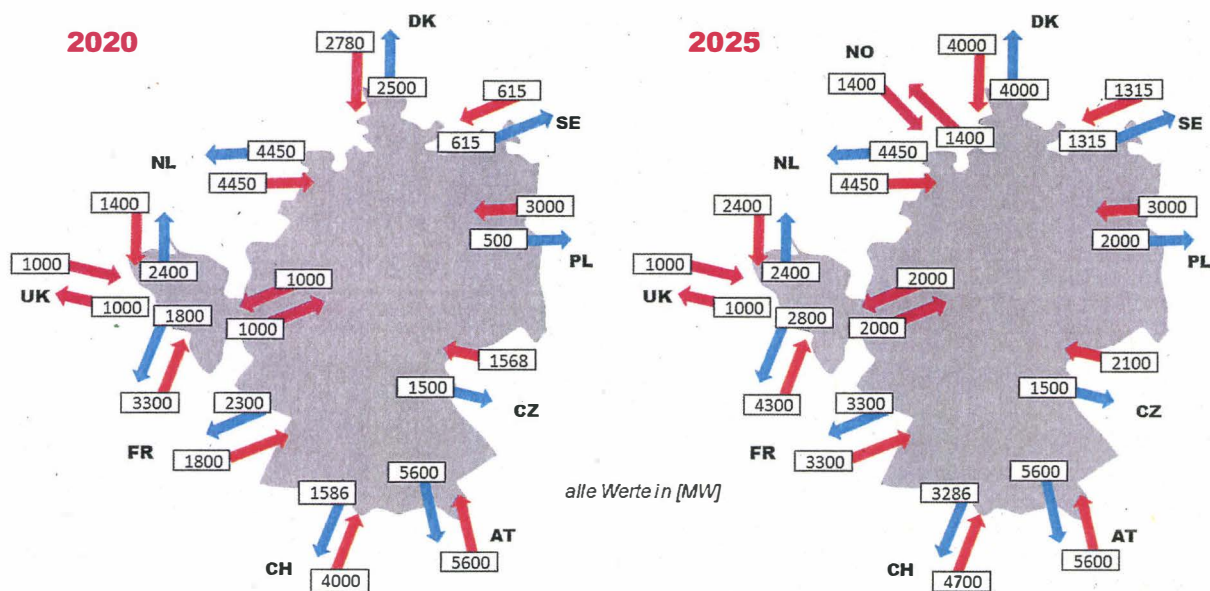 2020
DK
2780
2500
615
615
SE
NL
4450
4450
1400
3000
500
PL
2400
1000
UK
1000
1800
1000
1000
1568
3300
2300
1500
CZ
FR
1800
1586
5600
CH
4000
AT
5600
alle Werte in [MW]
2025
DK
NO
4000
4000
1400
1400
1315
1315
SE
NL
4450
4450
2400
3000
2000
PL
2400
1000
UK
1000
2800
2000
2000
2100
4300
3300
1500
CZ
FR
3300
3286
5600
CH
4700
AT
5600